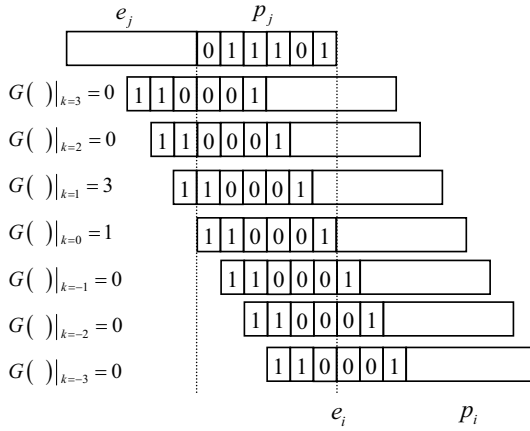 e_j p_j
0 1 1 1 0 1
G( )|k=3 = 0 1 1 0 0 0 1
G( )|k=2 = 0 1 1 0 0 0 1
G( )|k=1 = 3 1 1 0 0 0 1
G( )|k=0 = 1 1 1 0 0 0 1
G( )|k=-1 = 0 1 1 0 0 0 1
G( )|k=-2 = 0 1 1 0 0 0 1
G( )|k=-3 = 0 1 1 0 0 0 1
e_i p_i